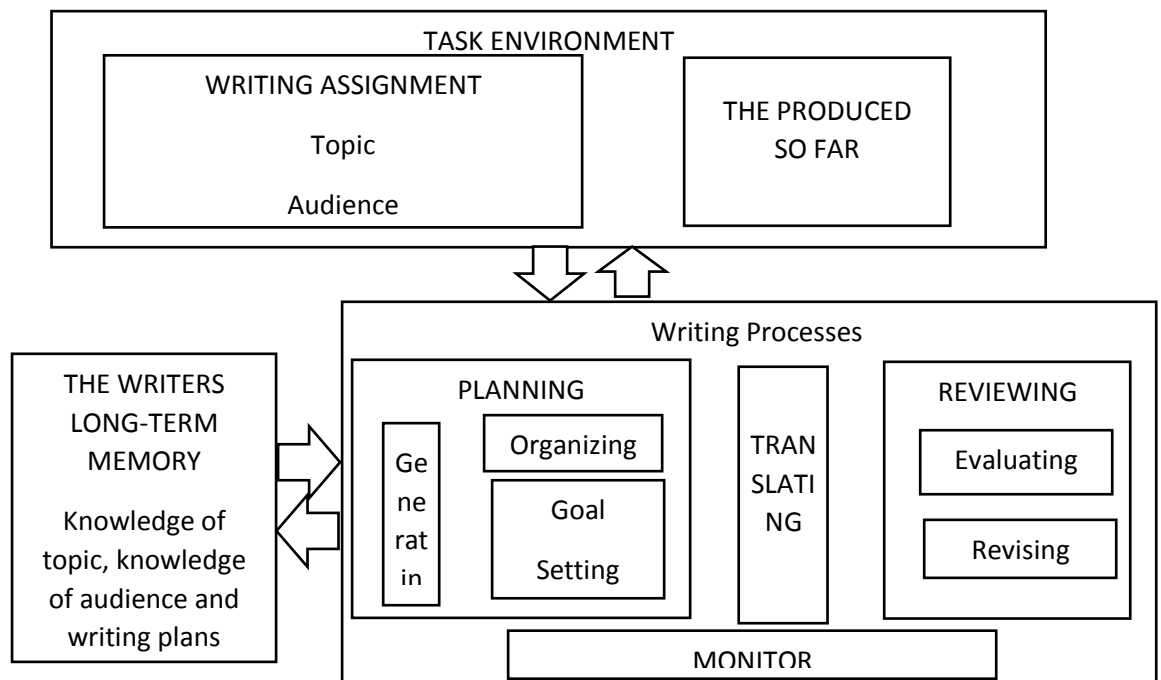 TASK ENVIRONMENT
WRITING ASSIGNMENT
Topic
Audience
THE PRODUCED
SO FAR
Writing Processes
THE WRITERS
LONG-TERM
MEMORY
Knowledge of
topic, knowledge
of audience and
writing plans
PLANNING
Ge
ne
rat
in
Organizing
Goal
Setting
TRAN
SLATI
NG
REVIEWING
Evaluating
Revising
MONITOR